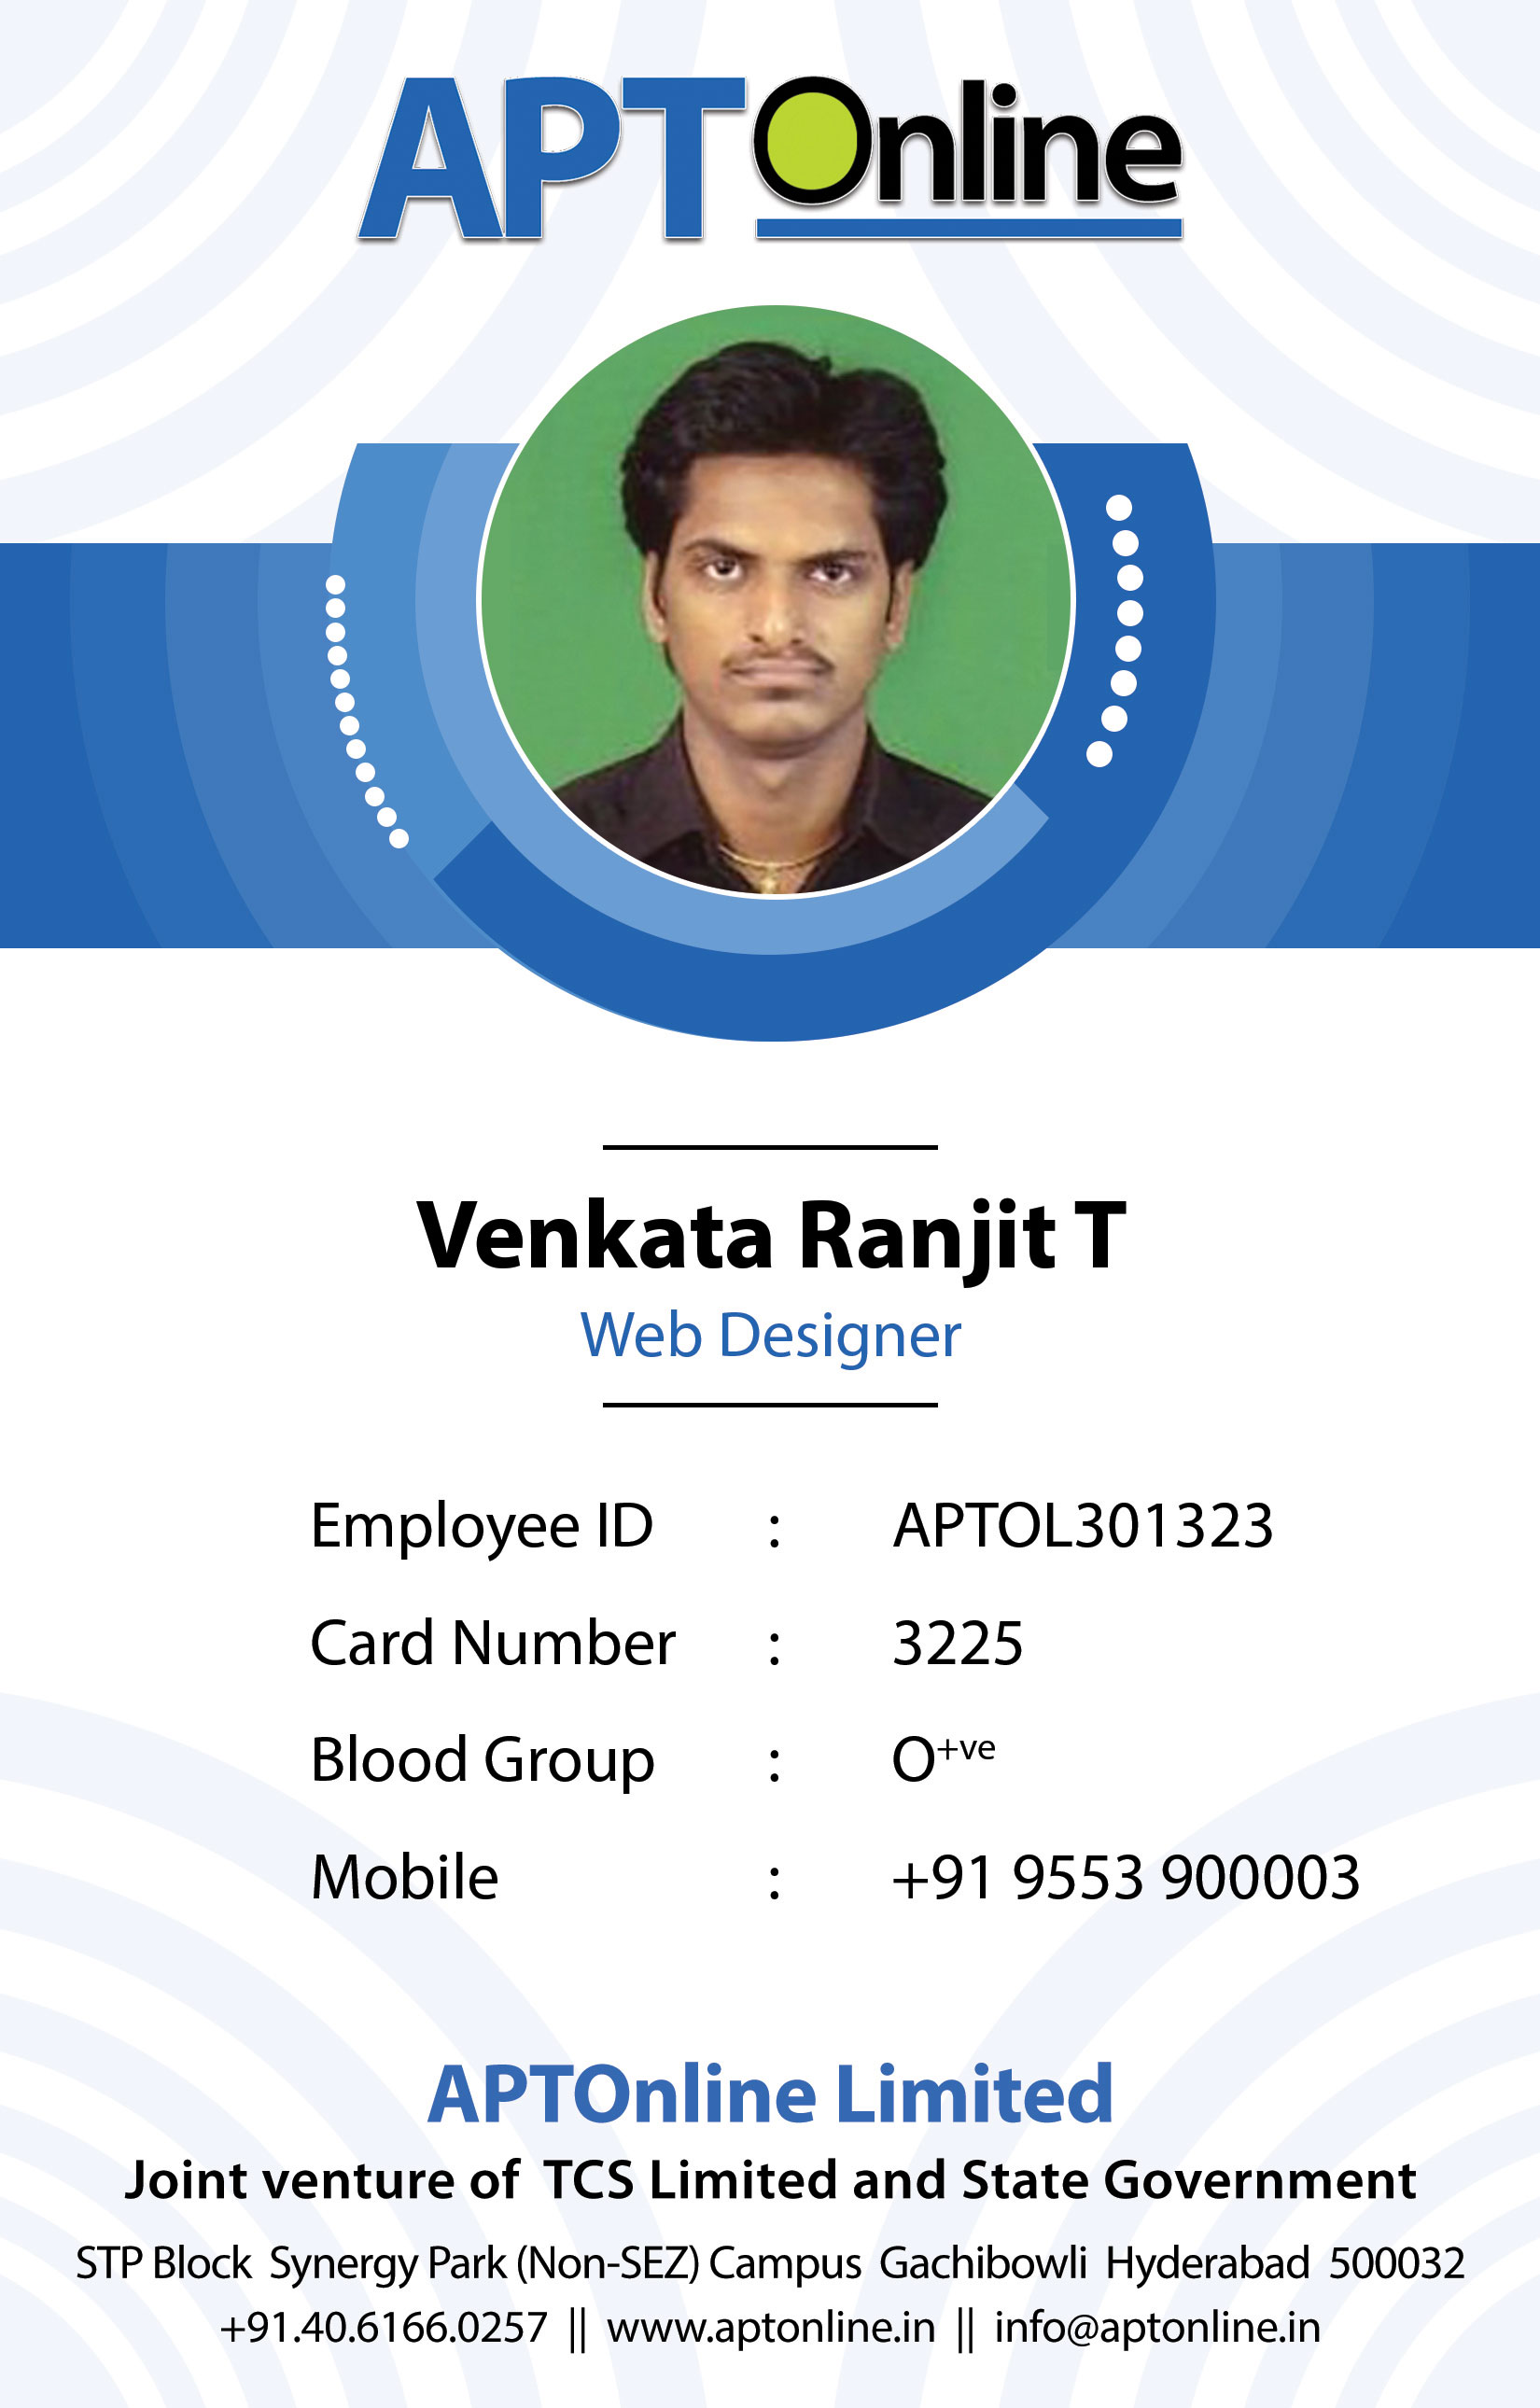 APTOnline
Venkata Ranjit T
Web Designer
Employee ID : APTOL301323
Card Number : 3225
Blood Group : O+ve
Mobile : +91 9553 900003
APTOnline Limited
Joint venture of TCS Limited and State Government
STP Block Synergy Park (Non-SEZ) Campus Gachibowli Hyderabad 500032
+91.40.6166.0257 || www.aptonline.in || info@aptonline.in